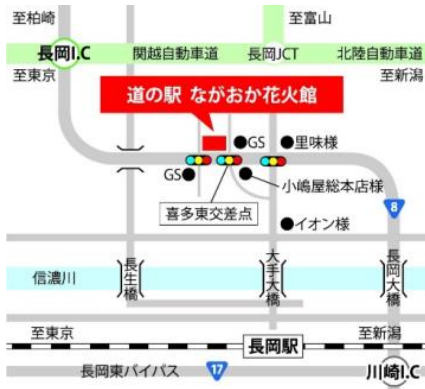 至柏崎
至富山
長岡I.C
関越自動車道
長岡JCT
北陸自動車道
至東京
至新潟
道の駅 ながおか花火館
GS
里味様
GS
小嶋屋総本店様
喜多東交差点
8
イオン様
信濃川
長生橋
大手大橋
長岡大橋
至東京
長岡駅
至新潟
長岡東バイパス
17
川崎I.C